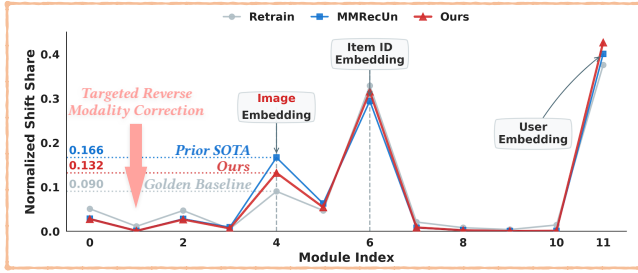 Retrain MMRecUn Ours
Item ID
Embedding
Targeted Reverse
Modality Correction
Image
Embedding
User
Embedding
0.166 Prior SOTA
0.132 Ours
0.090 Golden Baseline
Normalized Shift Share
0.4
0.3
0.2
0.1
0.0
0 2 4 6 8 10 11
Module Index